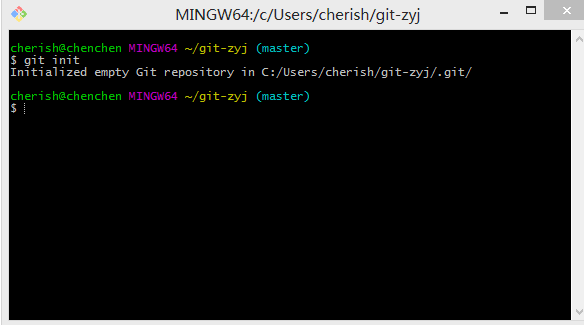 MINGW64:/c/Users/cherish/git-zyj
cherish@chenchen MINGW64 ~/git-zyj (master)
$ git init
Initialized empty Git repository in C:/Users/cherish/git-zyj/.git/
cherish@chenchen MINGW64 ~/git-zyj (master)
$